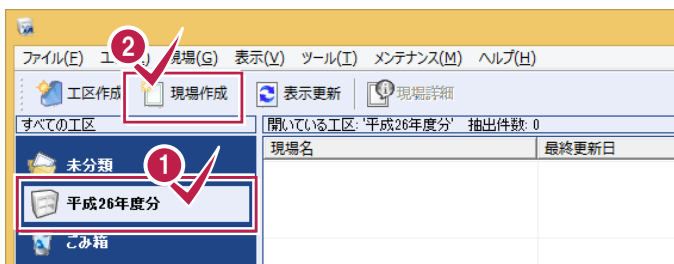 2
ファイル(F) 現場(G) 表示(V) ツール(T) メンテナンス(M) ヘルプ(H)
工区作成 現場作成 表示更新 現場詳細
すべての工区 開いている工区: '平成26年度分' 抽出件数: 0
現場名 最終更新日
未分類
1
平成26年度分
ごみ箱